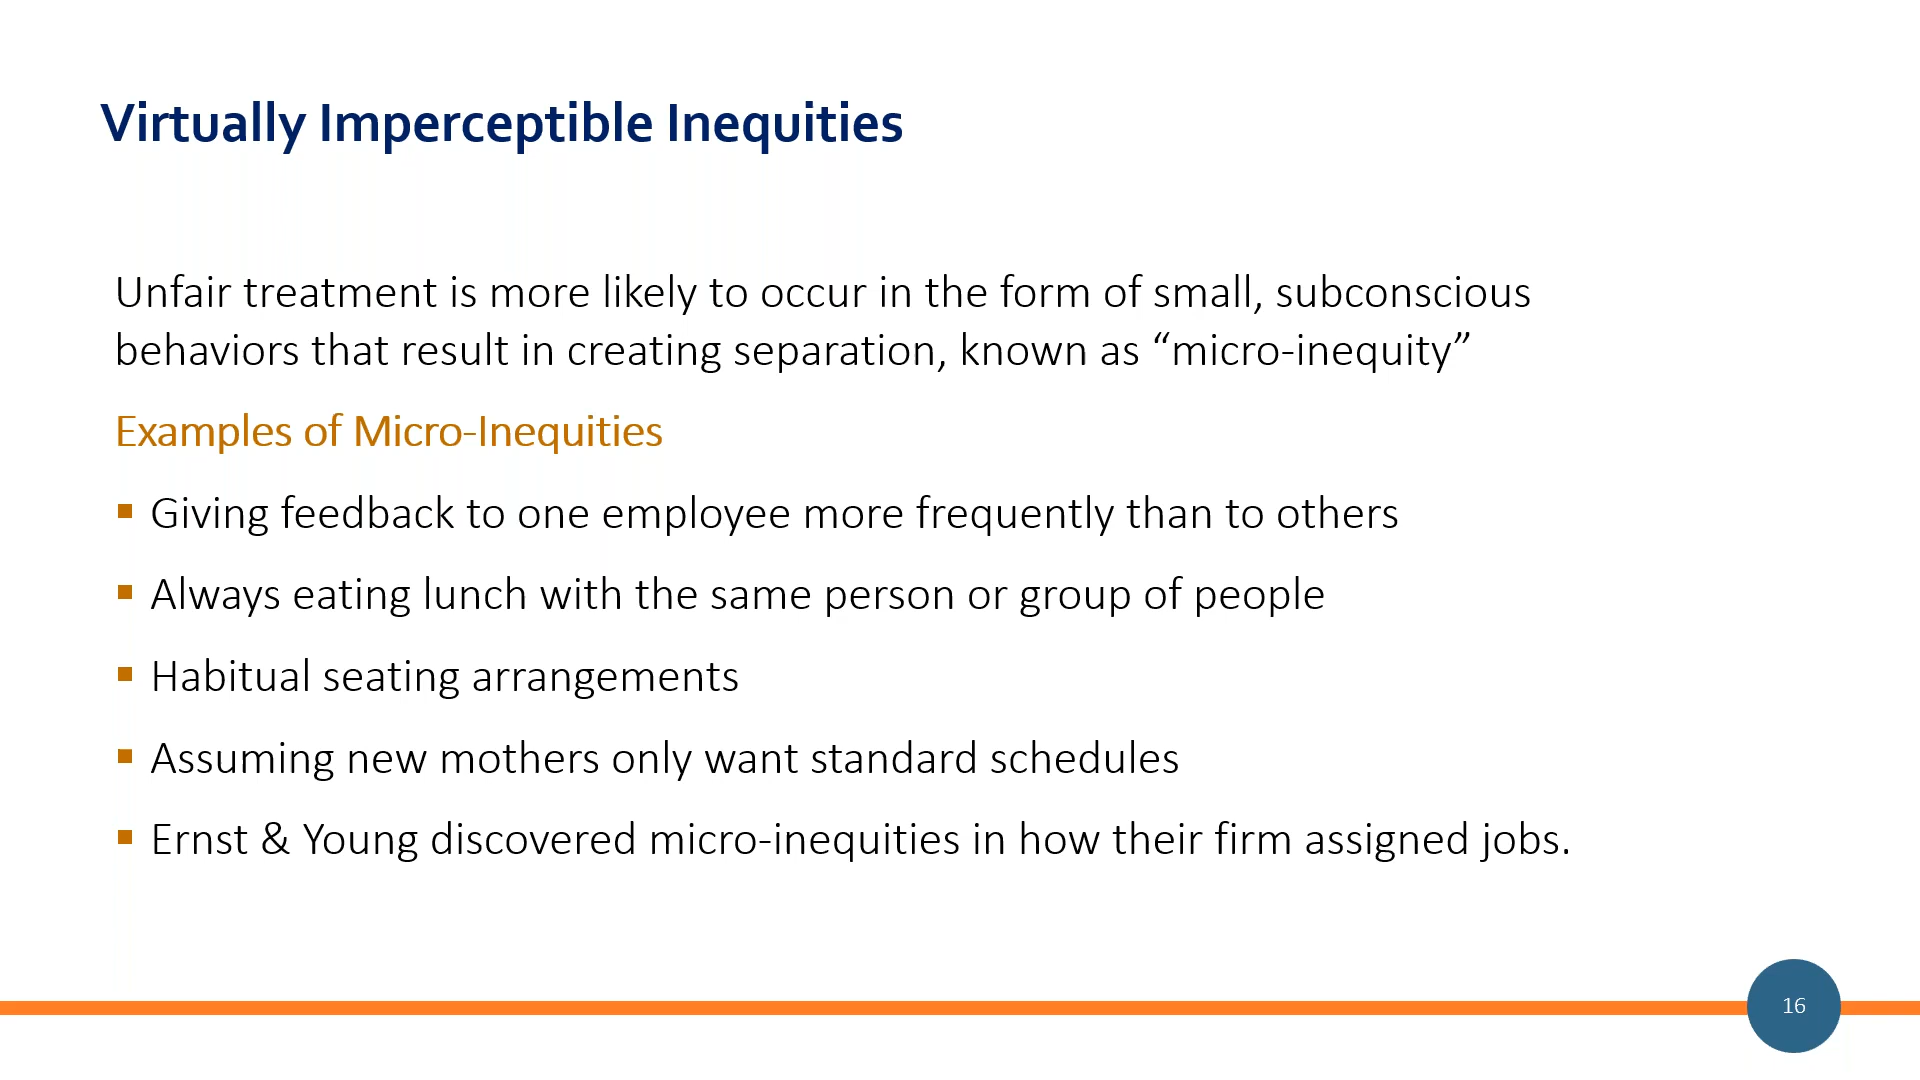 Virtually Imperceptible Inequities
Unfair treatment is more likely to occur in the form of small, subconscious
behaviors that result in creating separation, known as “micro-inequity”
Examples of Micro-Inequities
▪ Giving feedback to one employee more frequently than to others
▪ Always eating lunch with the same person or group of people
▪ Habitual seating arrangements
▪ Assuming new mothers only want standard schedules
▪ Ernst & Young discovered micro-inequities in how their firm assigned jobs.
16